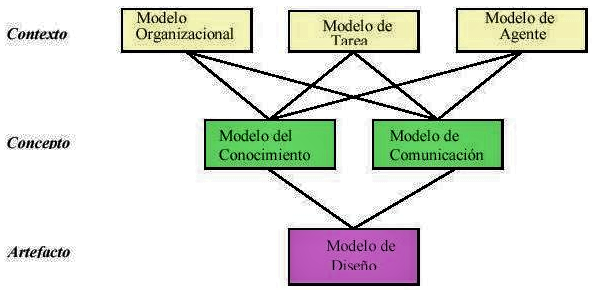 Contexto
Modelo
Organizacional
Modelo de
Tarea
Modelo de
Agente
Concepto
Modelo del
Conocimiento
Modelo de
Comunicación
Artefacto
Modelo de
Diseño